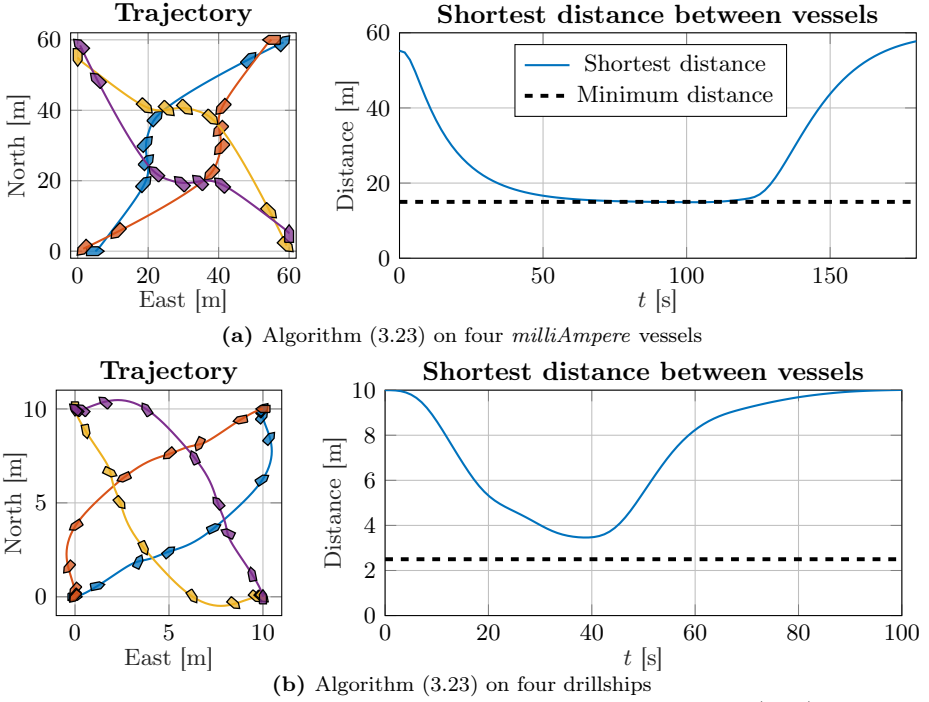 Trajectory
Shortest distance between vessels
60
40
20
0
North [m]
0 20 40 60
East [m]
60
40
20
0
Distance [m]
Shortest distance
Minimum distance
0 50 100 150
t [s]
(a) Algorithm (3.23) on four milliAmpere vessels
Trajectory
Shortest distance between vessels
10
5
0
North [m]
0 5 10
East [m]
10
8
6
4
2
0
Distance [m]
0 20 40 60 80 100
t [s]
(b) Algorithm (3.23) on four drillships